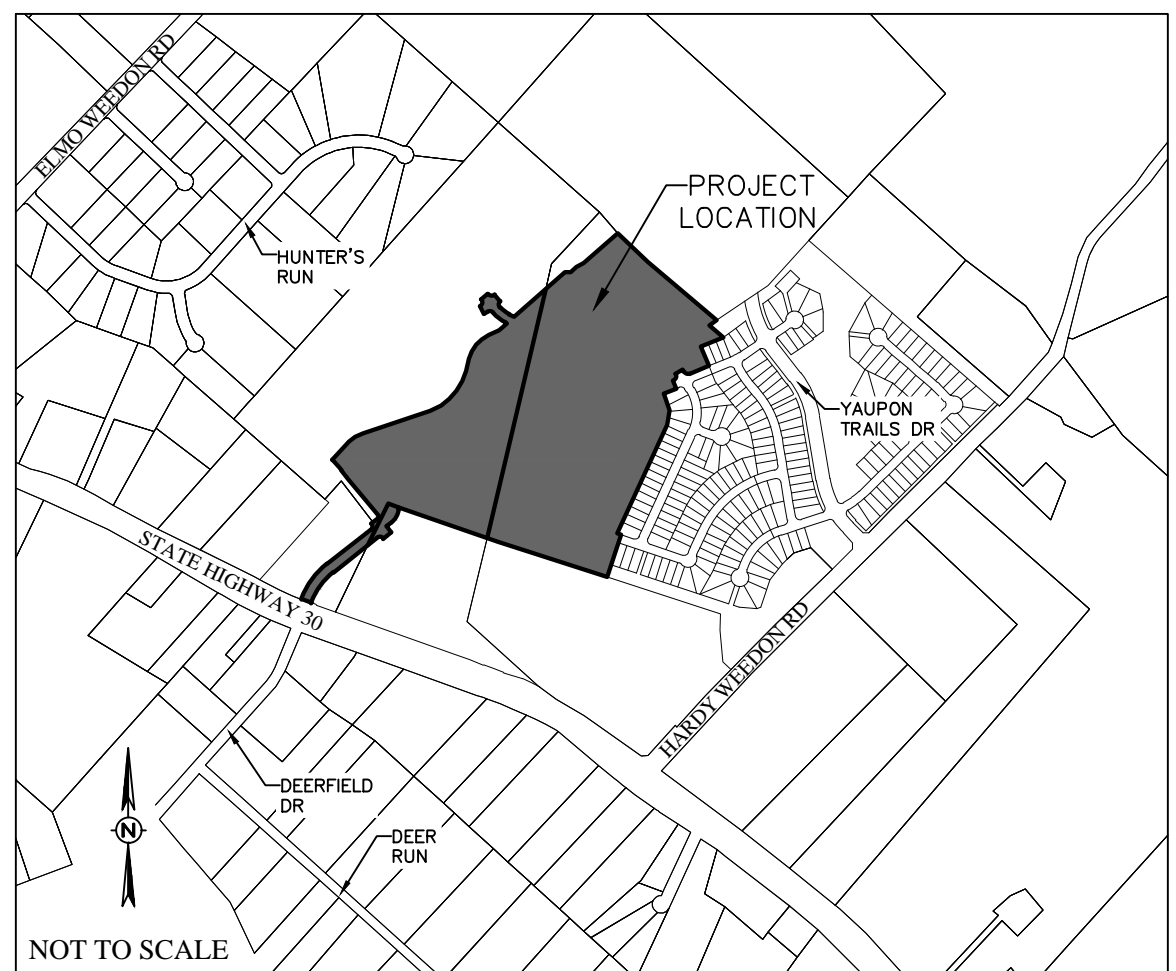 ELMO WEEDON RD
PROJECT
LOCATION
HUNTER'S
RUN
YAUPON
TRAILS DR
STATE HIGHWAY 30
HARDY WEEDON RD
DEERFIELD
DR
DEER
RUN
N
NOT TO SCALE